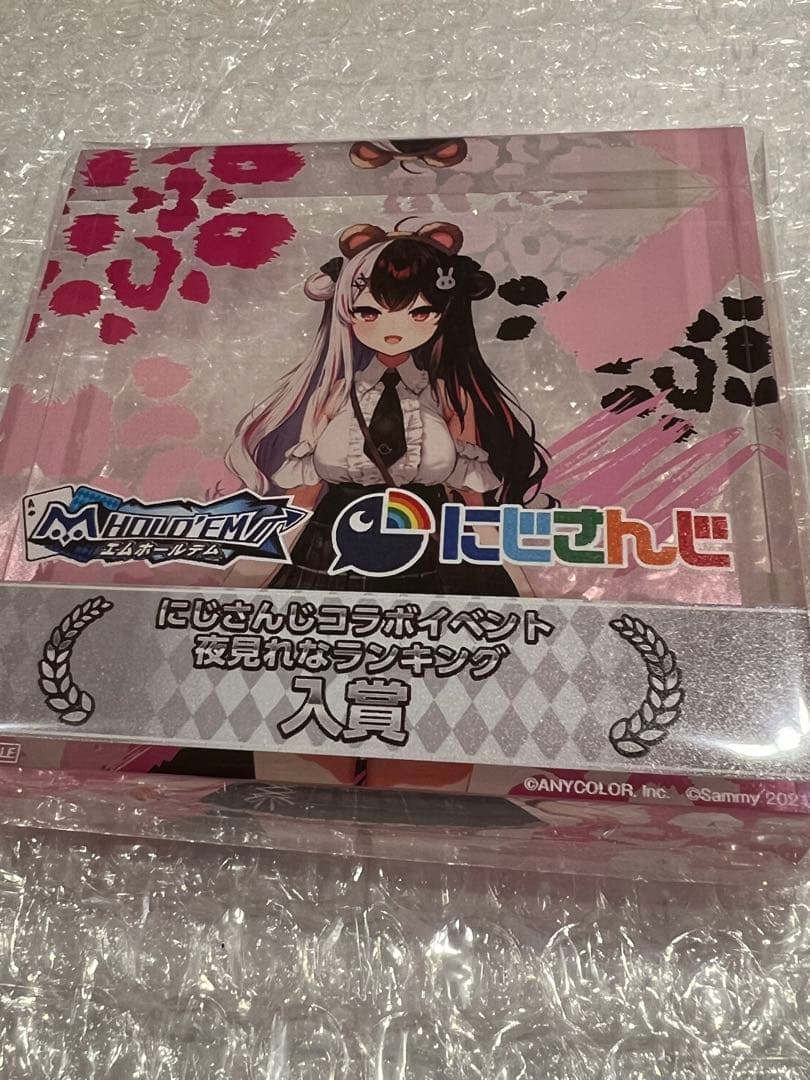 A
M HOLD'EM
エムホールデム
にじさんじ
にじさんじコラボイベント
夜見れなランキング
入賞
©ANYCOLOR, Inc. ©Sammy 2021